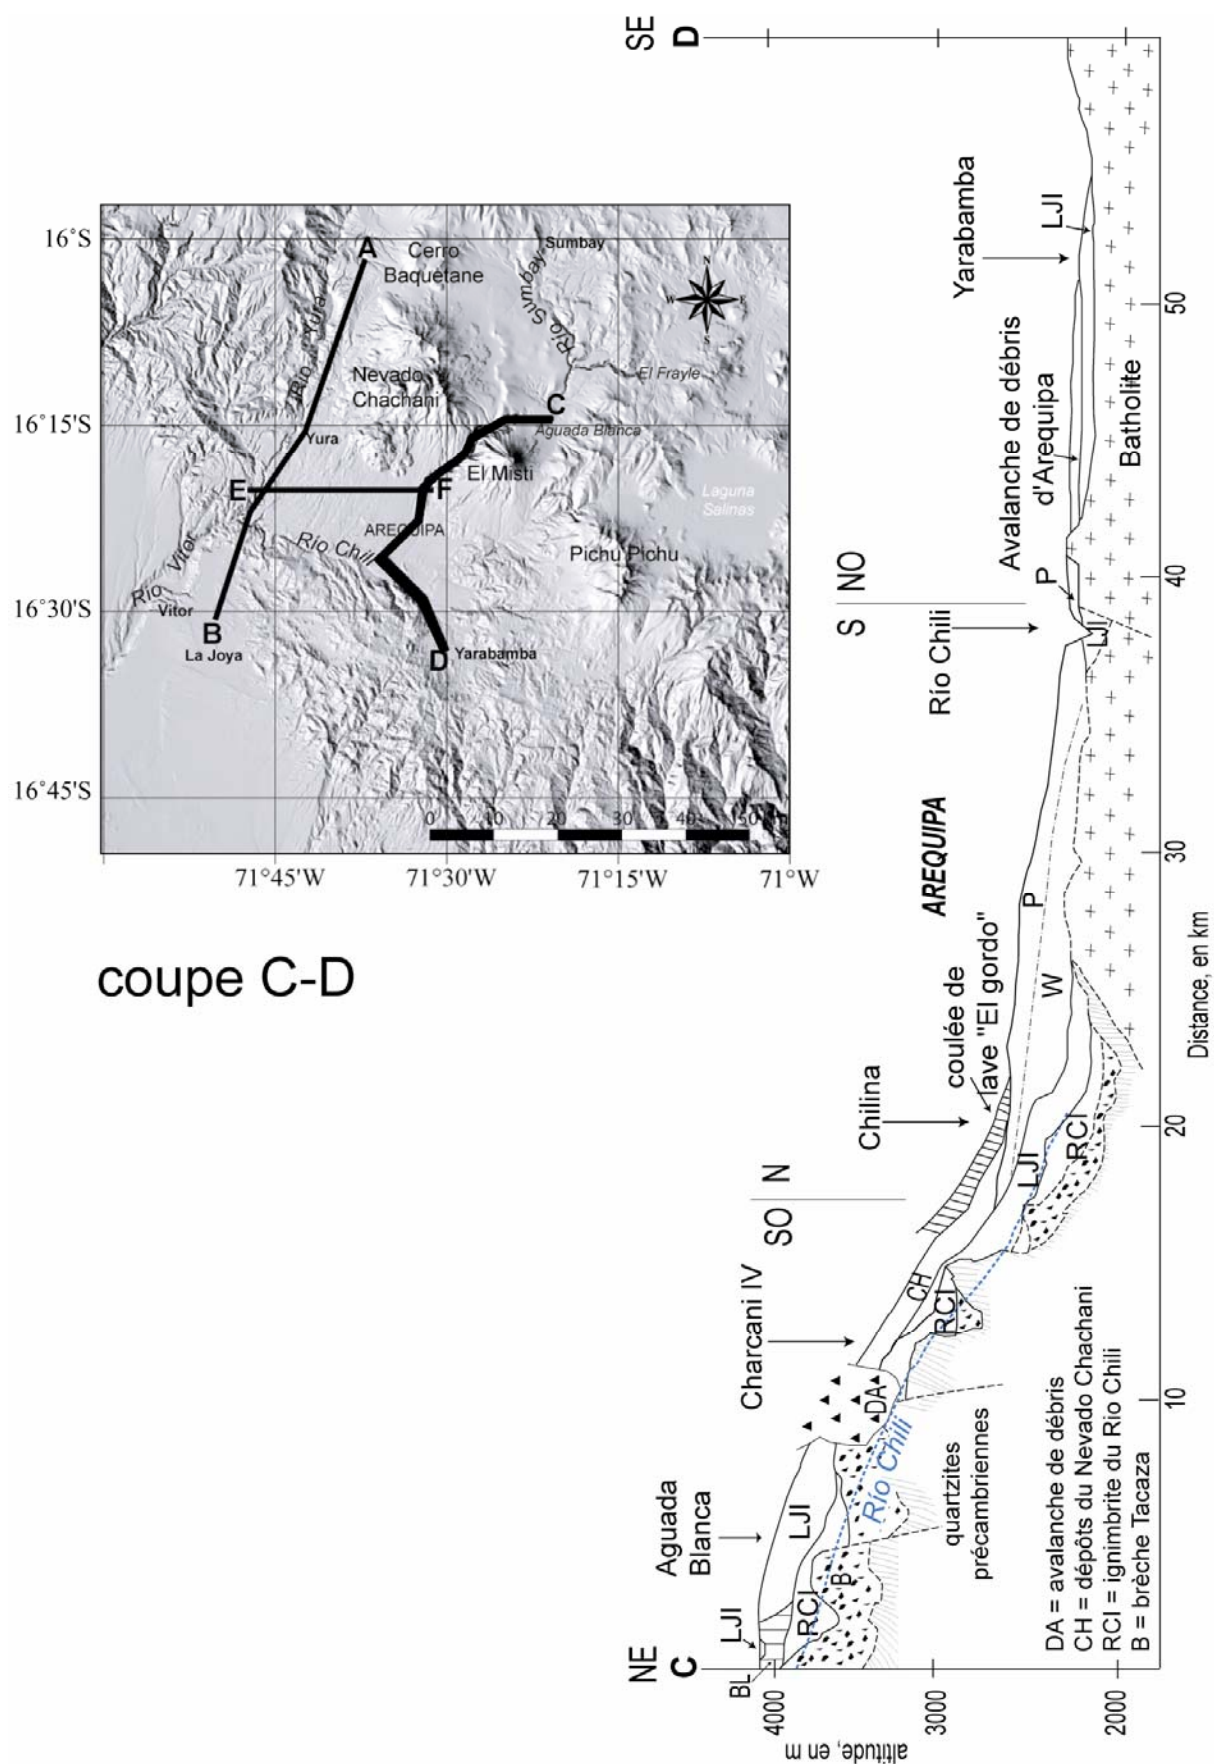 16°S
16°15'S
16°30'S
16°45'S
71°45'W
71°30'W
71°15'W
71°W
A
Cerro
Baquetane
Sumbay
Río Sumbay
N
W
E
S
Río Yura
Nevado
Chachani
El Frayle
C
Aguada Blanca
Yura
El Misti
E
F
Laguna
Salinas
AREQUIPA
Río Chili
Pichu Pichu
Río Vitor
Vitor
B
La Joya
D
Yarabamba
0 10 20 30 40 50
coupe C-D
NE
C
SO
N
S
NO
SE
D
BL
LJI
Aguada
Blanca
Charcani IV
Chilina
coulée de
lave "El gordo"
AREQUIPA
Río Chili
P
Avalanche de débris
d'Arequipa
Yarabamba
LJI
RCI
LJI
B
DA
Río Chili
CH
RCI
LJI
RCI
W
P
LJI
Batholite
quartzites
précambriennes
DA = avalanche de débris
CH = dépôts du Nevado Chachani
RCI = ignimbrite du Rio Chili
B = brèche Tacaza
altitude, en m
4000
3000
2000
10
20
30
40
50
Distance, en km